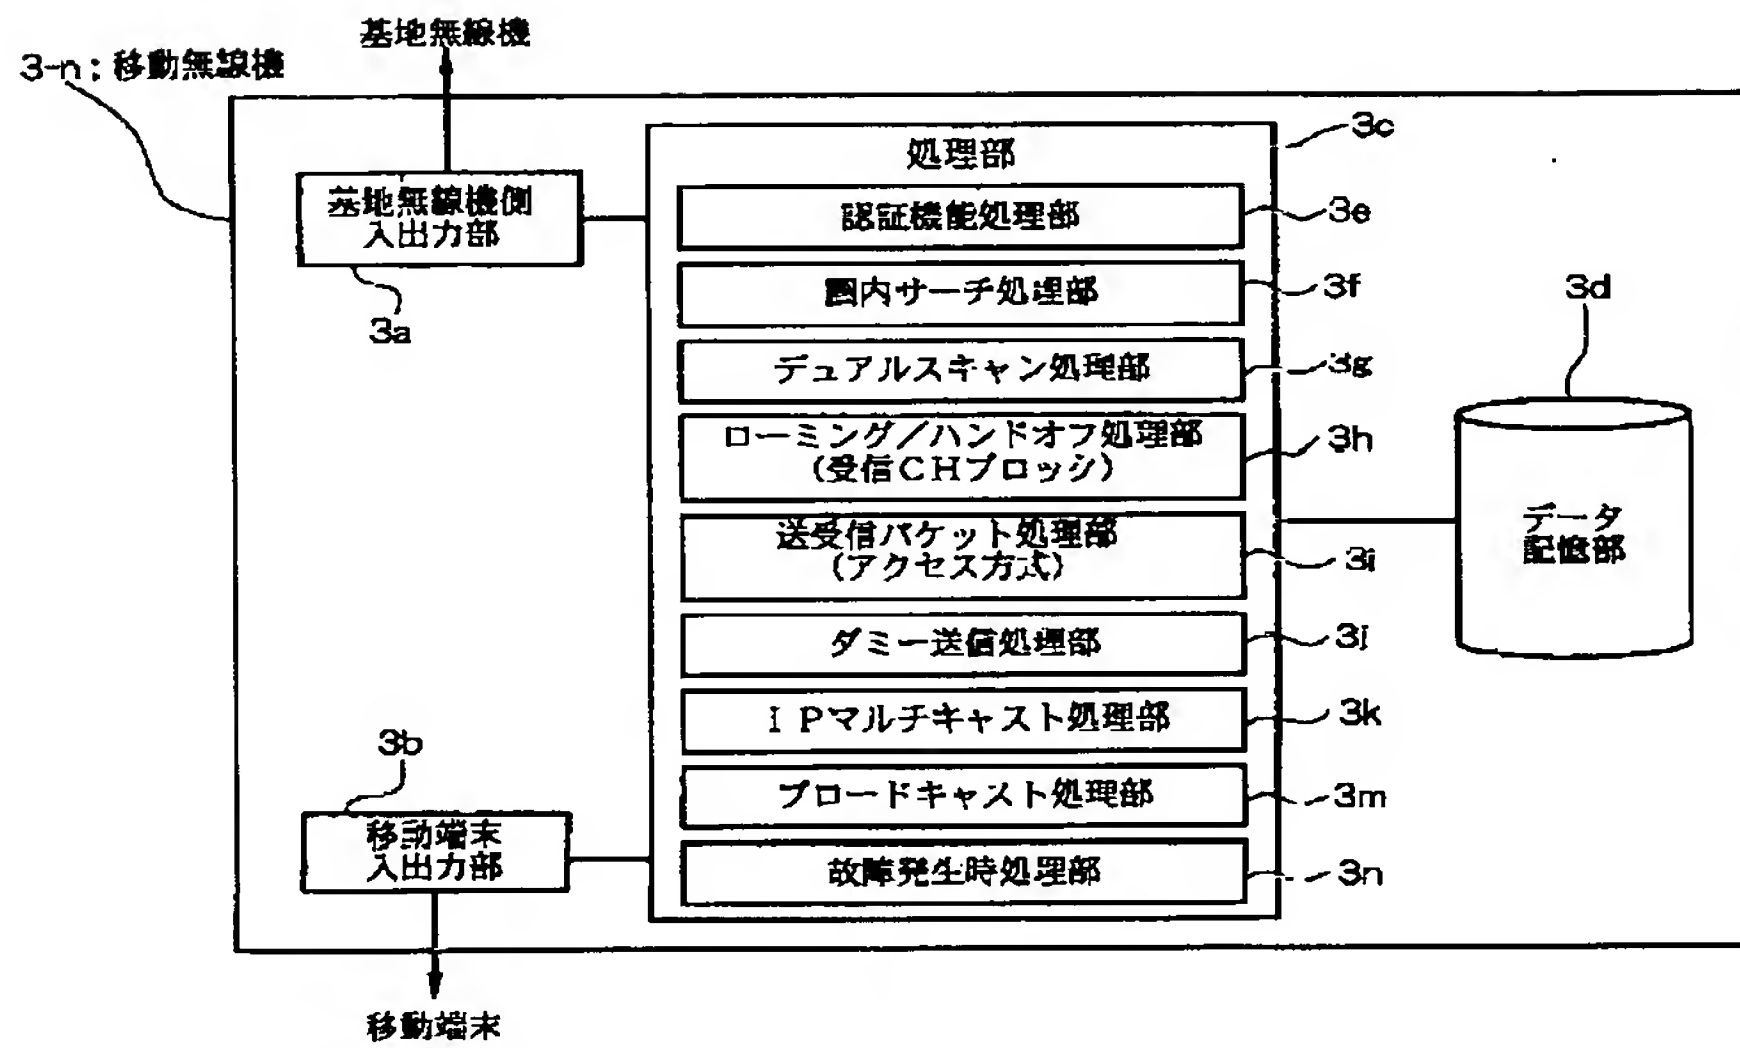 基地無線機
3-n:移動無線機
3c
処理部
基地無線機側
入出力部
3a
認証機能処理部
3e
圏内サーチ処理部
3f
3d
デュアルスキャン処理部
3g
ローミング/ハンドオフ処理部
(受信CHブロッシ)
3h
送受信パケット処理部
(アクセス方式)
3i
データ
記憶部
ダミー送信処理部
3j
IPマルチキャスト処理部
3k
3b
ブロードキャスト処理部
3m
移動端末
入出力部
故障発生時処理部
3n
移動端末